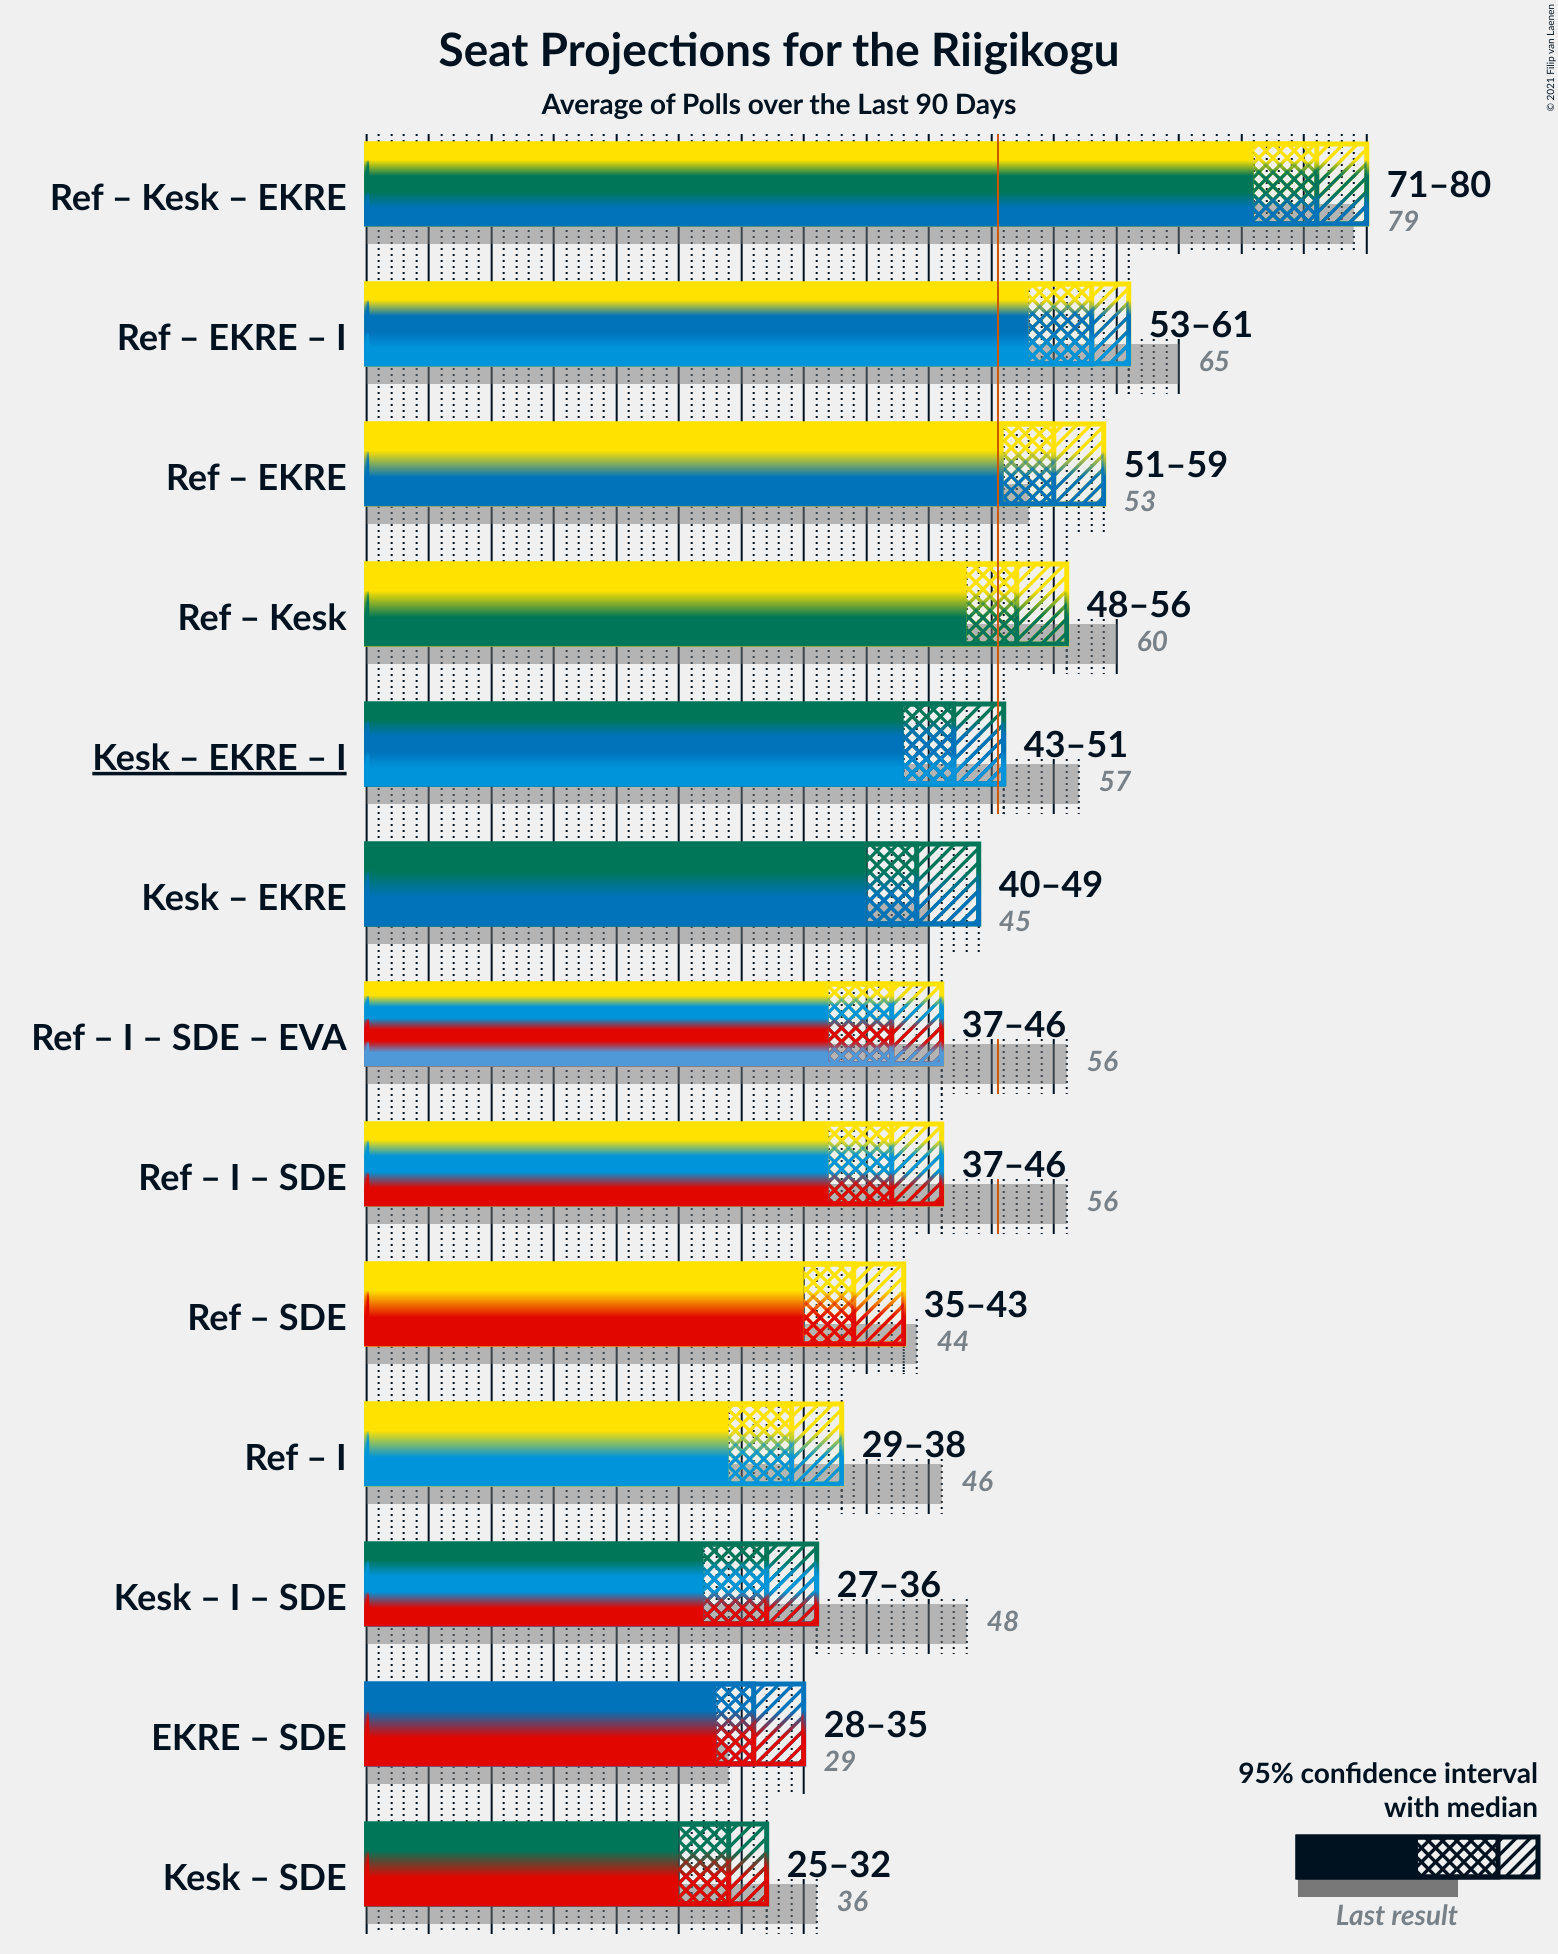 Seat Projections for the Riigikogu
Average of Polls over the Last 90 Days
© 2021 Filip van Laenen
Ref – Kesk – EKRE
71–80
79
Ref – EKRE – I
53–61
65
Ref – EKRE
51–59
53
Ref – Kesk
48–56
60
Kesk – EKRE – I
43–51
57
Kesk – EKRE
40–49
45
Ref – I – SDE – EVA
37–46
56
Ref – I – SDE
37–46
56
Ref – SDE
35–43
44
Ref – I
29–38
46
Kesk – I – SDE
27–36
48
EKRE – SDE
28–35
29
Kesk – SDE
25–32
36
95% confidence interval
with median
Last result